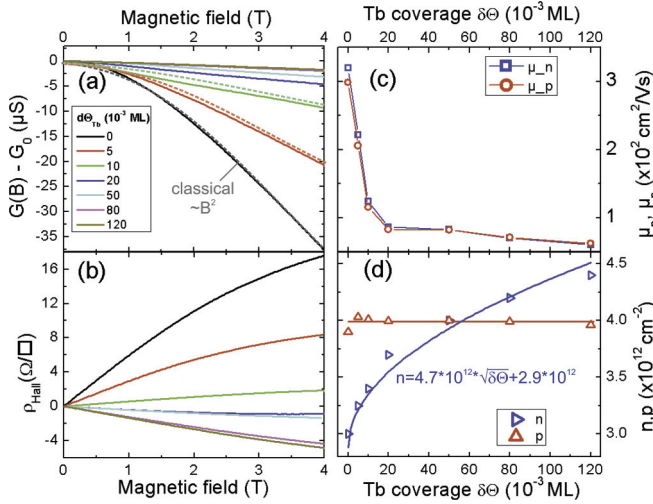 Magnetic field (T)
0 1 2 3 4
Tb coverage δΘ (10⁻³ ML)
0 20 40 60 80 100 120
G(B) - G₀ (µS)
0
-5
-10
-15
-20
-25
-30
-35
(a)
dΘ_Tb (10⁻³ ML)
0
5
10
20
50
80
120
classical
~B²
(c)
µ_n
µ_p
3
2
1
µₙ, µₚ (x10² cm²/Vs)
ρHall(Ω/□)
16
12
8
4
0
-4
(b)
0 1 2 3 4
Magnetic field (T)
(d)
n=4.7*10¹²*√δΘ+2.9*10¹²
n
p
4.5
4.0
3.5
3.0
n,p (x10¹² cm⁻²)
0 20 40 60 80 100 120
Tb coverage δΘ (10⁻³ ML)